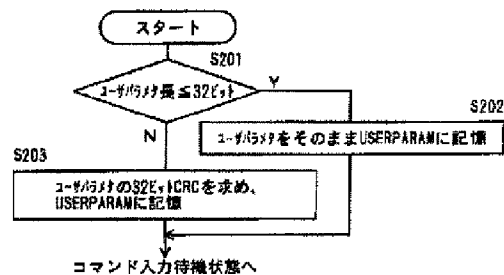 スタート
S201
ユーザパラメタ長≦32ビット
Y
N
S202
ユーザパラメタをそのままUSERPARAMに記憶
S203
ユーザパラメタの32ビットCRCを求め、
USERPARAMに記憶
コマンド入力待機状態へ